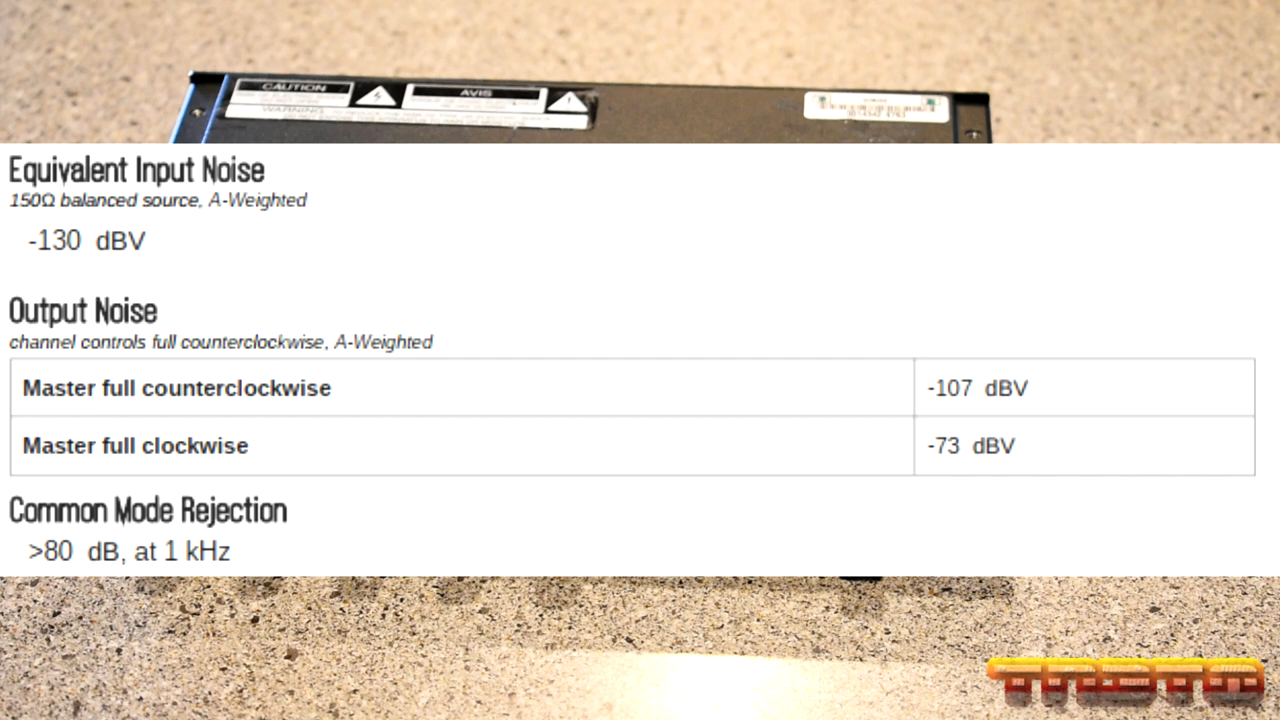 CAUTION
AVIS
WARNING
Equivalent Input Noise
150Ω balanced source, A-Weighted
-130 dBV
Output Noise
channel controls full counterclockwise, A-Weighted
Master full counterclockwise -107 dBV
Master full clockwise -73 dBV
Common Mode Rejection
>80 dB, at 1 kHz